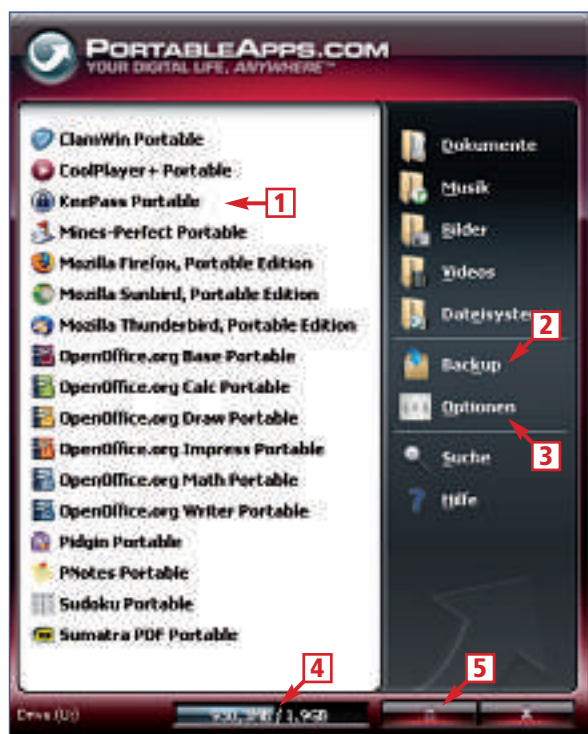 PORTABLEAPPS.COM
YOUR DIGITAL LIFE, ANYWHERE™
ClamWin Portable
CoolPlayer+ Portable
KeePass Portable
1
Mines-Perfect Portable
Mozilla Firefox, Portable Edition
Mozilla Sunbird, Portable Edition
Mozilla Thunderbird, Portable Edition
OpenOffice.org Base Portable
OpenOffice.org Calc Portable
OpenOffice.org Draw Portable
OpenOffice.org Impress Portable
OpenOffice.org Math Portable
OpenOffice.org Writer Portable
Pidgin Portable
PNotes Portable
Sudoku Portable
Sumatra PDF Portable
Dokumente
Musik
Bilder
Videos
Dateisystem
2
Backup
Optionen
3
Suche
Hilfe
4
5
Drive (U:)
/ 1,9GB